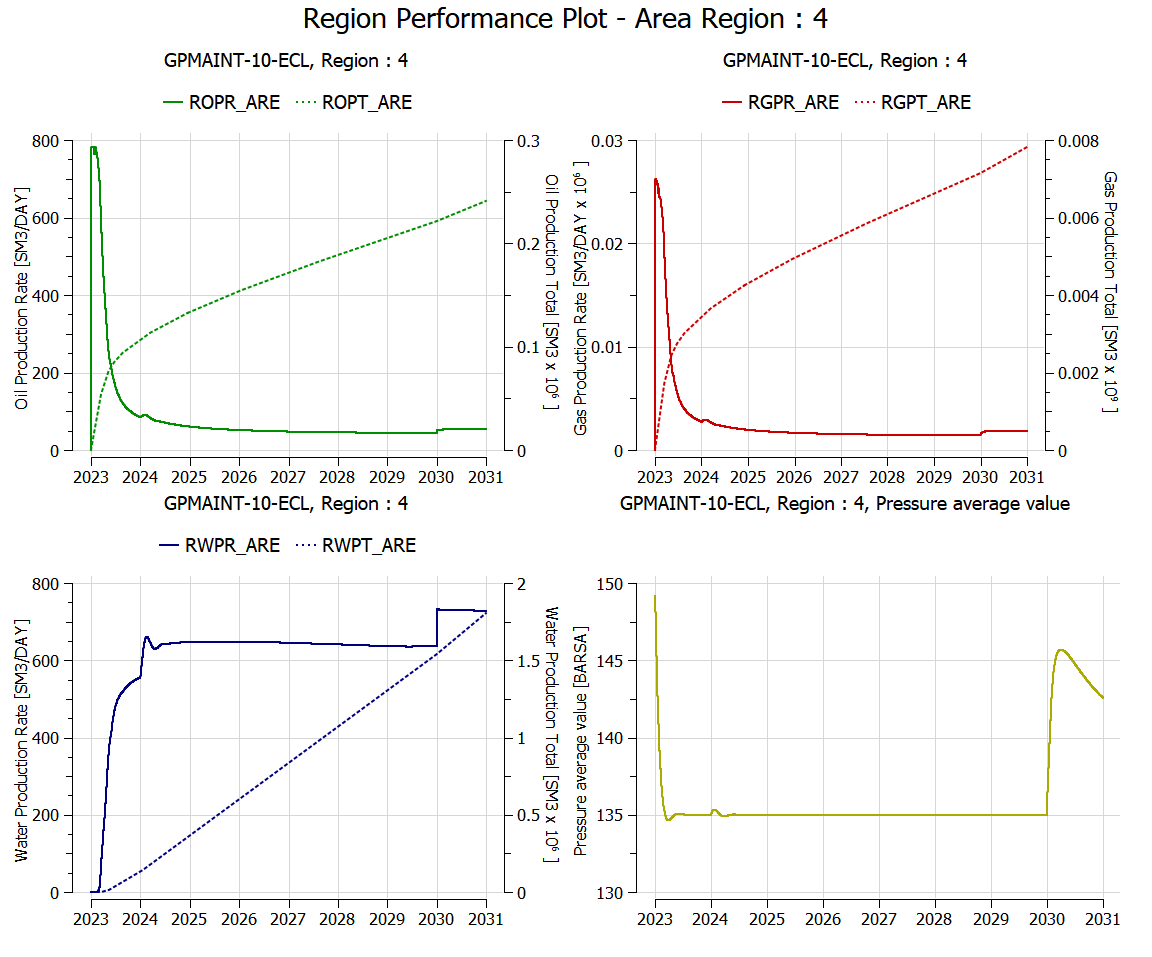 Region Performance Plot - Area Region : 4
GPMAINT-10-ECL, Region : 4
ROPR_ARE ROPT_ARE
Oil Production Rate [SM3/DAY]
800
600
400
200
0
0.3
0.2
0.1
0
Oil Production Total [SM3 x 10⁶ ]
2023 2024 2025 2026 2027 2028 2029 2030 2031
GPMAINT-10-ECL, Region : 4
RGPR_ARE RGPT_ARE
Gas Production Rate [SM3/DAY x 10⁶ ]
0.03
0.02
0.01
0
0.008
0.006
0.004
0.002
0
Gas Production Total [SM3 x 10⁹ ]
2023 2024 2025 2026 2027 2028 2029 2030 2031
GPMAINT-10-ECL, Region : 4
RWPR_ARE RWPT_ARE
Water Production Rate [SM3/DAY]
800
600
400
200
0
2
1.5
1
0.5
0
Water Production Total [SM3 x 10⁶ ]
2023 2024 2025 2026 2027 2028 2029 2030 2031
GPMAINT-10-ECL, Region : 4, Pressure average value
Pressure average value [BARSA]
150
145
140
135
130
2023 2024 2025 2026 2027 2028 2029 2030 2031